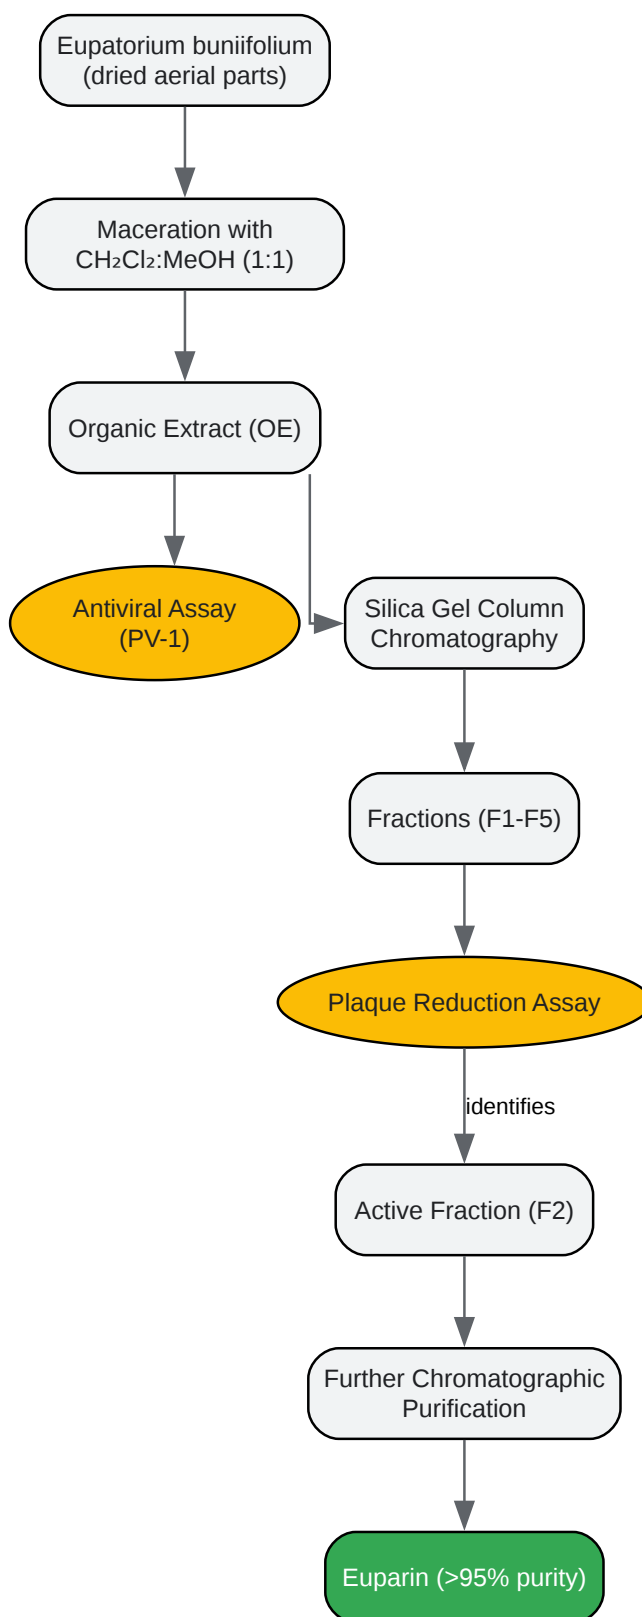 Eupatorium buniifolium
(dried aerial parts)
Maceration with
CH₂Cl₂:MeOH (1:1)
Organic Extract (OE)
Antiviral Assay
(PV-1)
Silica Gel Column
Chromatography
Fractions (F1-F5)
Plaque Reduction Assay
identifies
Active Fraction (F2)
Further Chromatographic
Purification
Euparin (>95% purity)